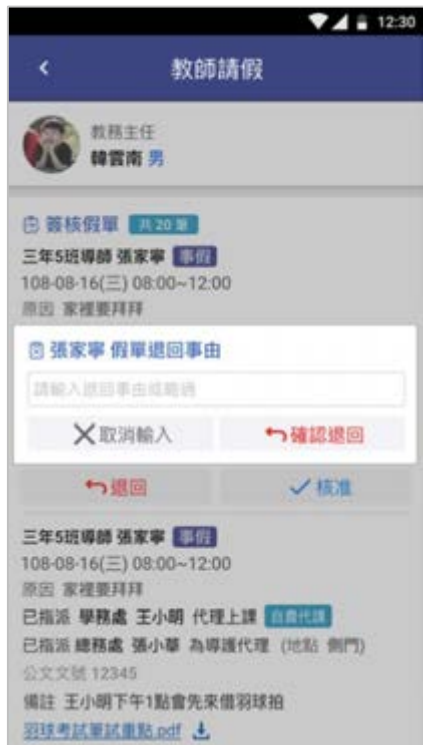 12:30
教師請假
教務主任
韓雲南 男
簽核假單 共 20 筆
三年5班導師 張家寧 事假
108-08-16(三) 08:00~12:00
原因 家裡要拜拜
張家寧 假單退回事由
請輸入退回事由或略過
取消輸入 確認退回
退回 核准
三年5班導師 張家寧 事假
108-08-16(三) 08:00~12:00
原因 家裡要拜拜
已指派 學務處 王小明 代理上課 自費代課
已指派 總務處 張小華 為導護代理 (地點 側門)
公文文號 12345
備註 王小明下午1點會先來借羽球拍
羽球考試筆試重點.pdf